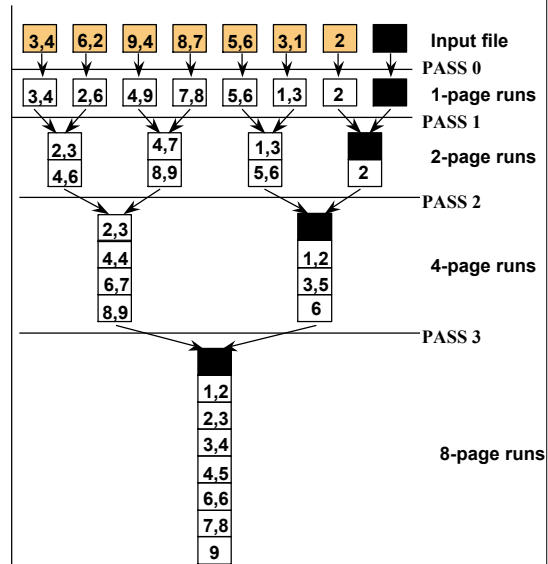 3,4 6,2 9,4 8,7 5,6 3,1 2 Input file
PASS 0
3,4 2,6 4,9 7,8 5,6 1,3 2 1-page runs
PASS 1
2,3 4,7 1,3
2-page runs
4,6 8,9 5,6 2
PASS 2
2,3
4,4 1,2
4-page runs
6,7 3,5
8,9 6
PASS 3
1,2
2,3
3,4
8-page runs
4,5
6,6
7,8
9